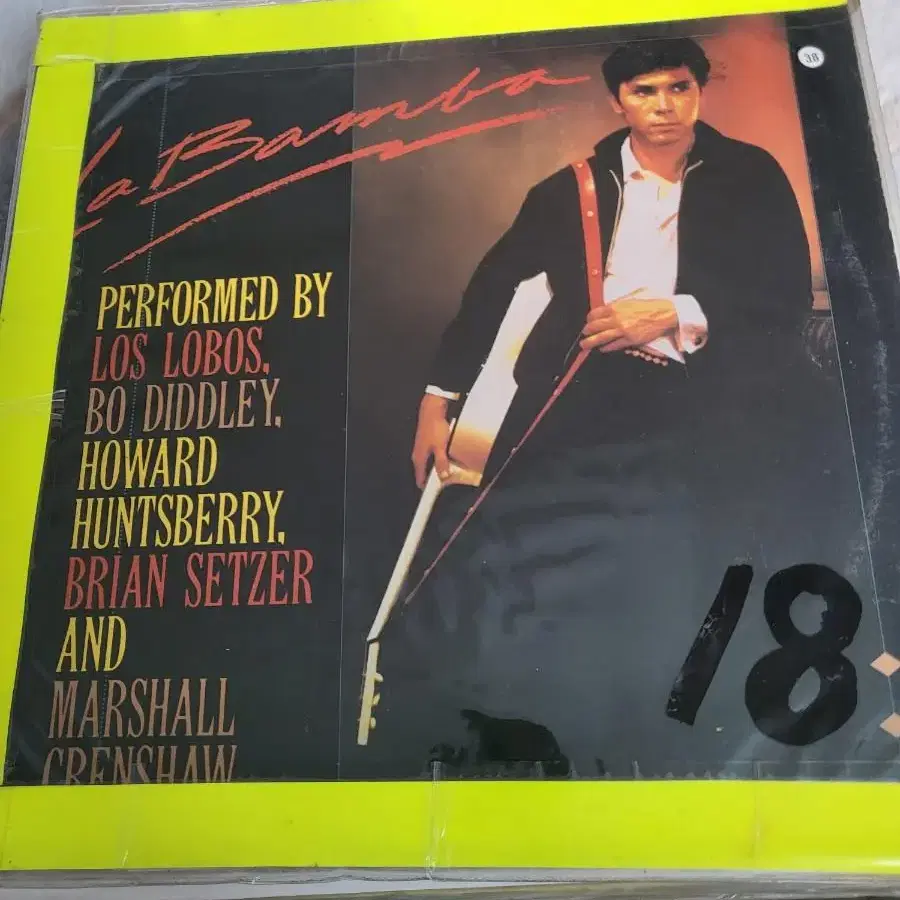 La Bamba
38
PERFORMED BY
LOS LOBOS,
BO DIDDLEY,
HOWARD
HUNTSBERRY,
BRIAN SETZER
AND
MARSHALL
CRENSHAW
18